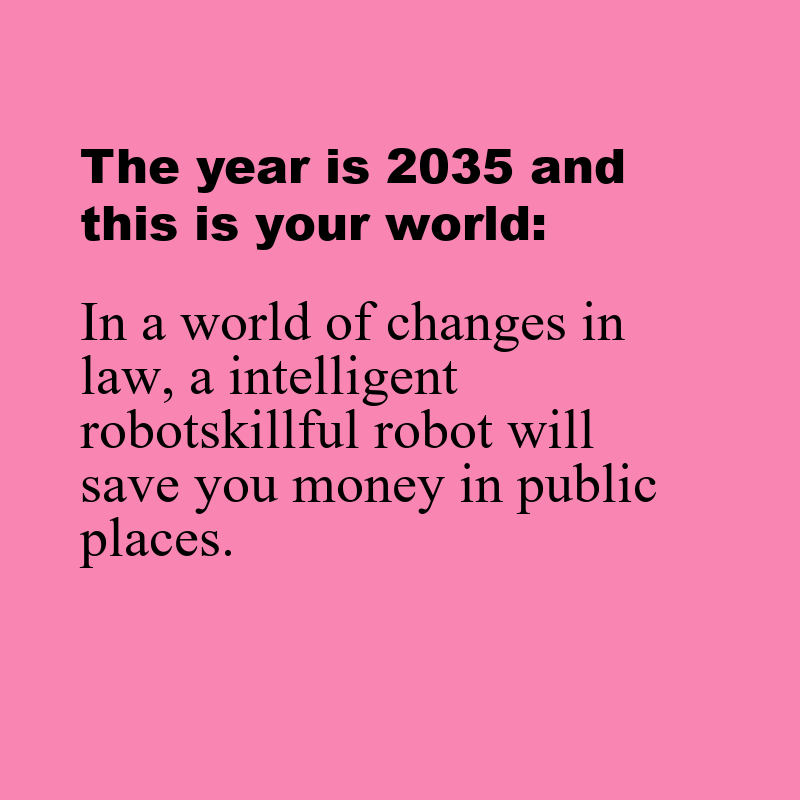 The year is 2035 and
this is your world:
In a world of changes in
law, a intelligent
robotskillful robot will
save you money in public
places.